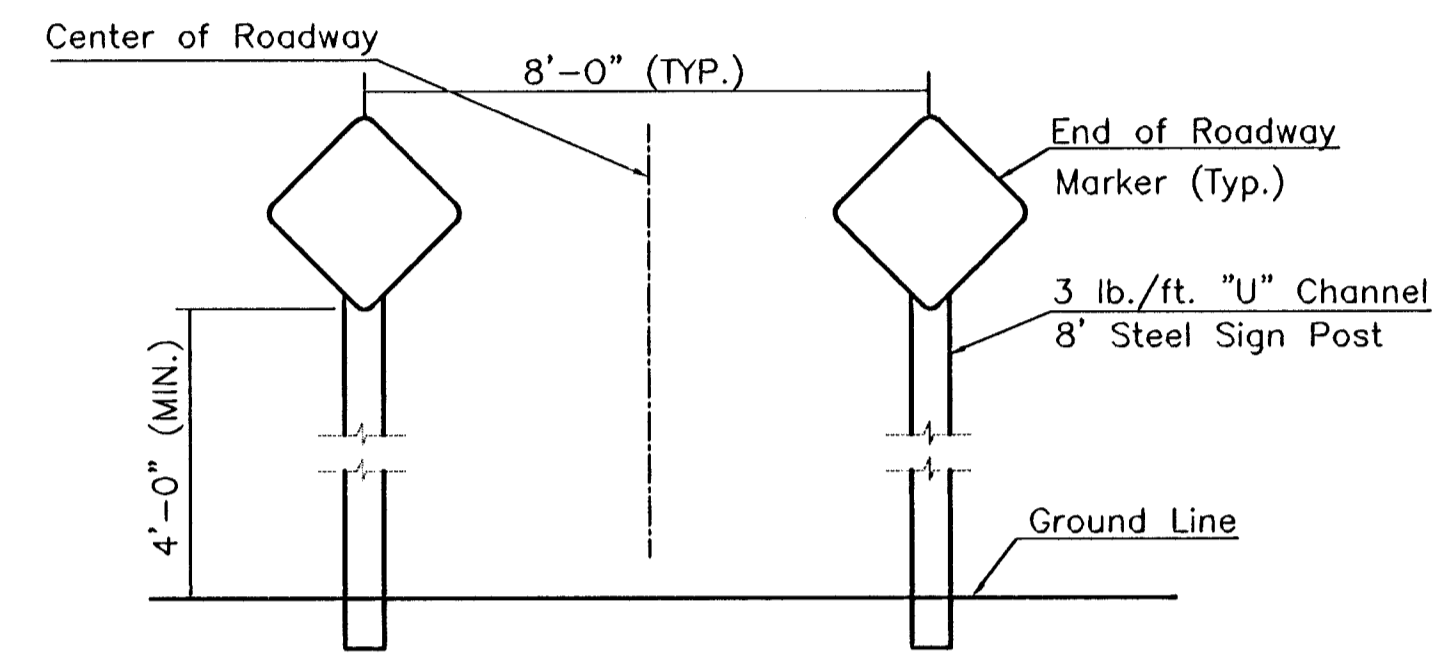 Center of Roadway
8'-0" (TYP.)
End of Roadway
Marker (Typ.)
3 lb./ft. "U" Channel
8' Steel Sign Post
4'-0" (MIN.)
Ground Line